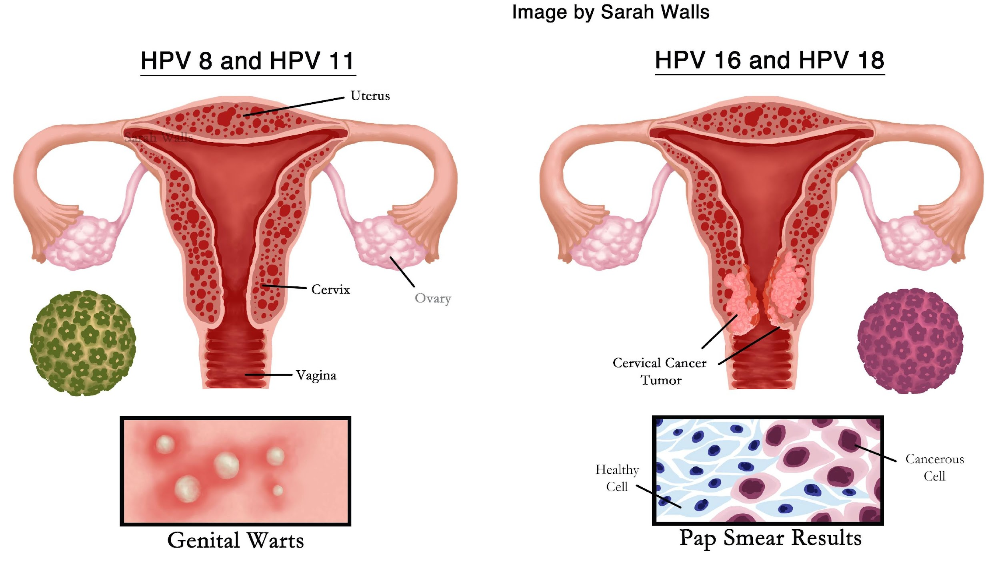 Image by Sarah Walls
HPV 8 and HPV 11
HPV 16 and HPV 18
Uterus
Sarah Walls
Cervix
Ovary
Vagina
Cervical Cancer
Tumor
Genital Warts
Healthy
Cell
Cancerous
Cell
Pap Smear Results